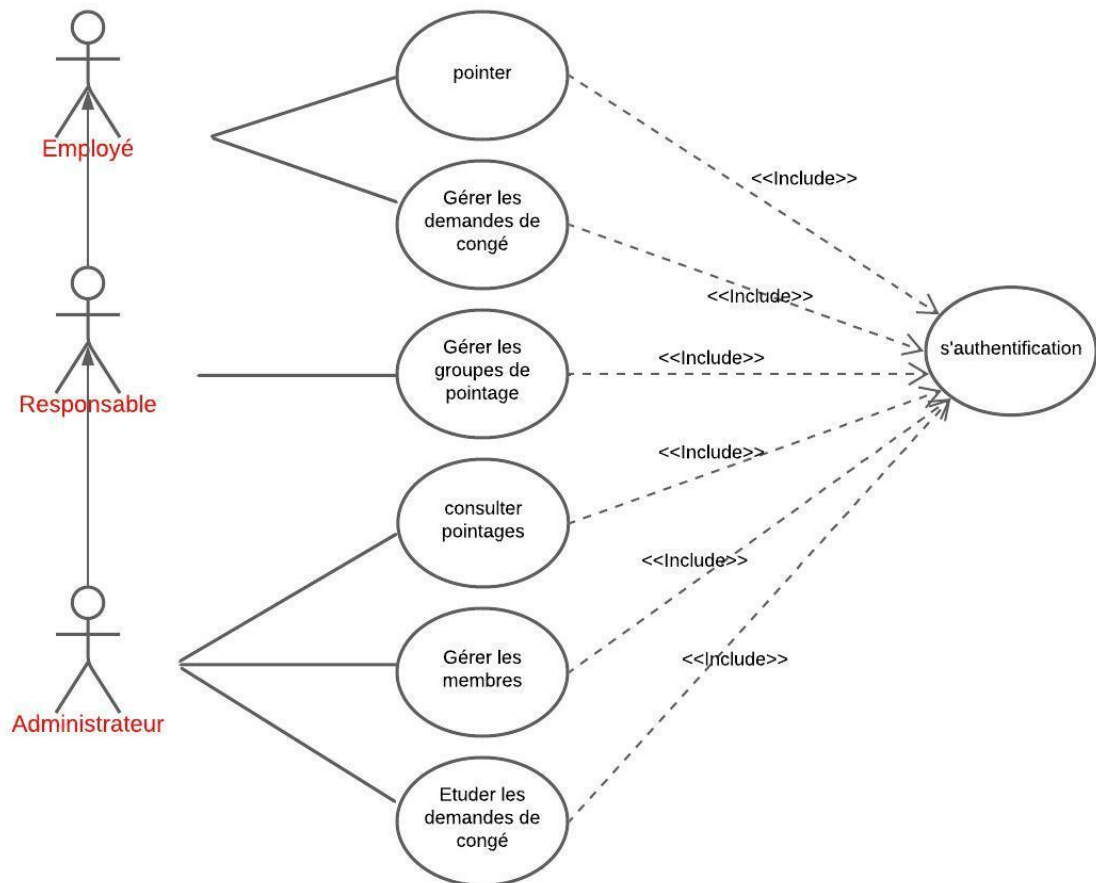 pointer
Employé
<<Include>>
Gérer les
demandes de
congé
<<Include>>
Gérer les
groupes de
pointage
<<Include>>
s'authentification
Responsable
<<Include>>
consulter
pointages
<<Include>>
Gérer les
membres
<<Include>>
Administrateur
Etuder les
demandes de
congé